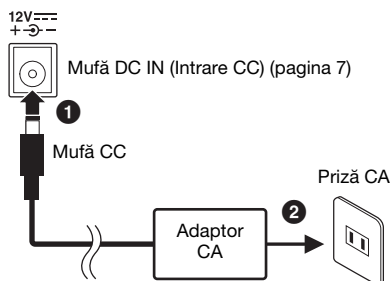 12V
+ -
Mufă DC IN (Intrare CC) (pagina 7)
1
Mufă CC
Priză CA
2
Adaptor
CA